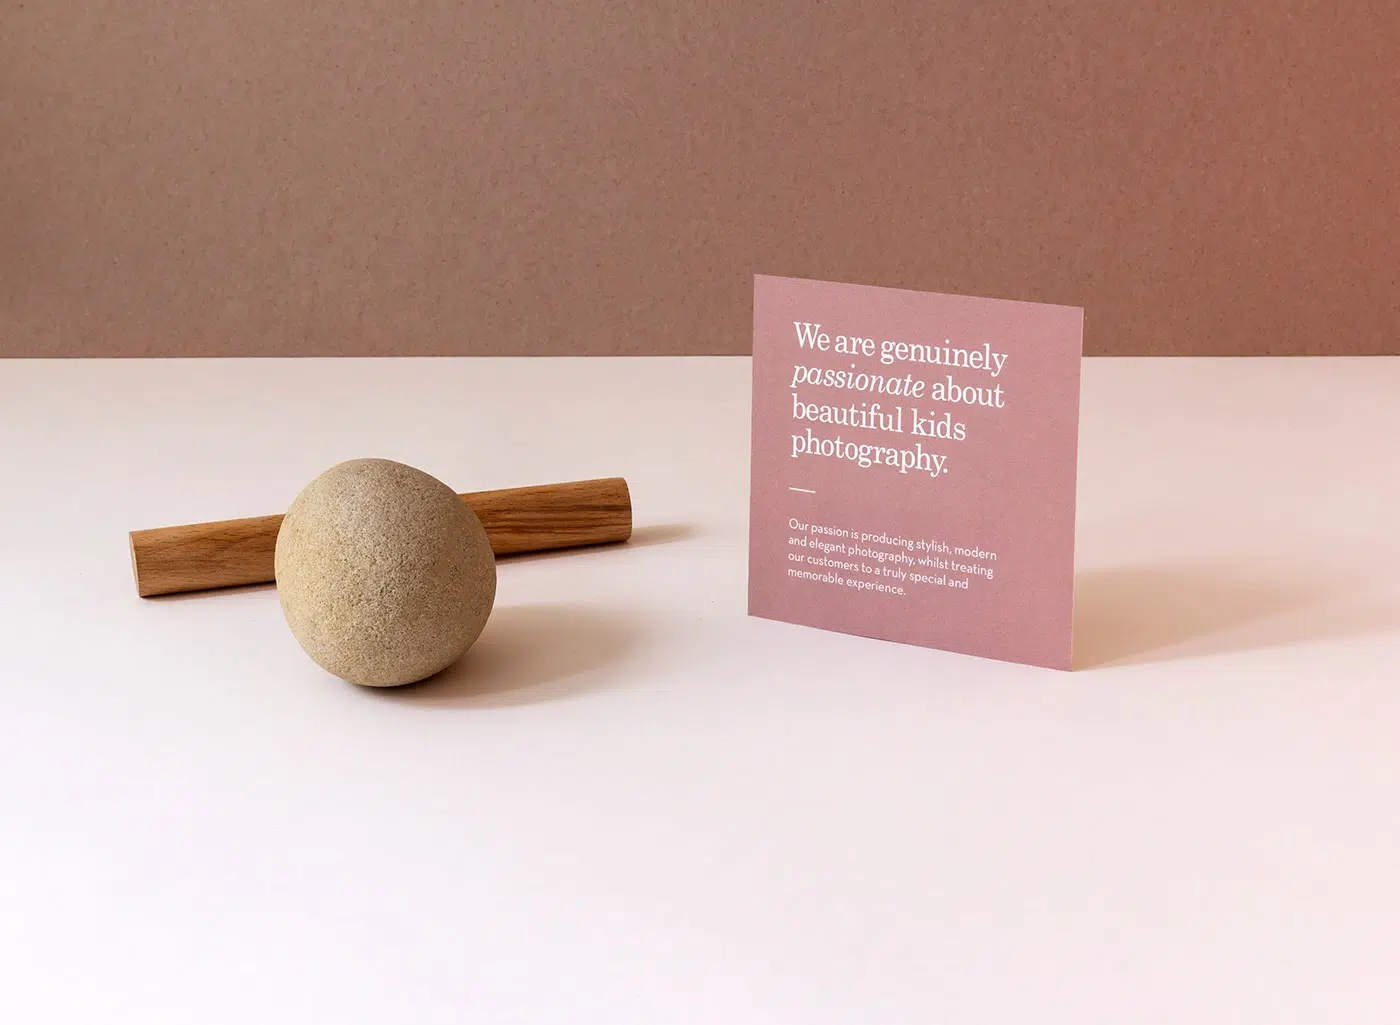 We are genuinely
passionate about
beautiful kids
photography.
Our passion is producing stylish, modern
and elegant photography, whilst treating
our customers to a truly special and
memorable experience.